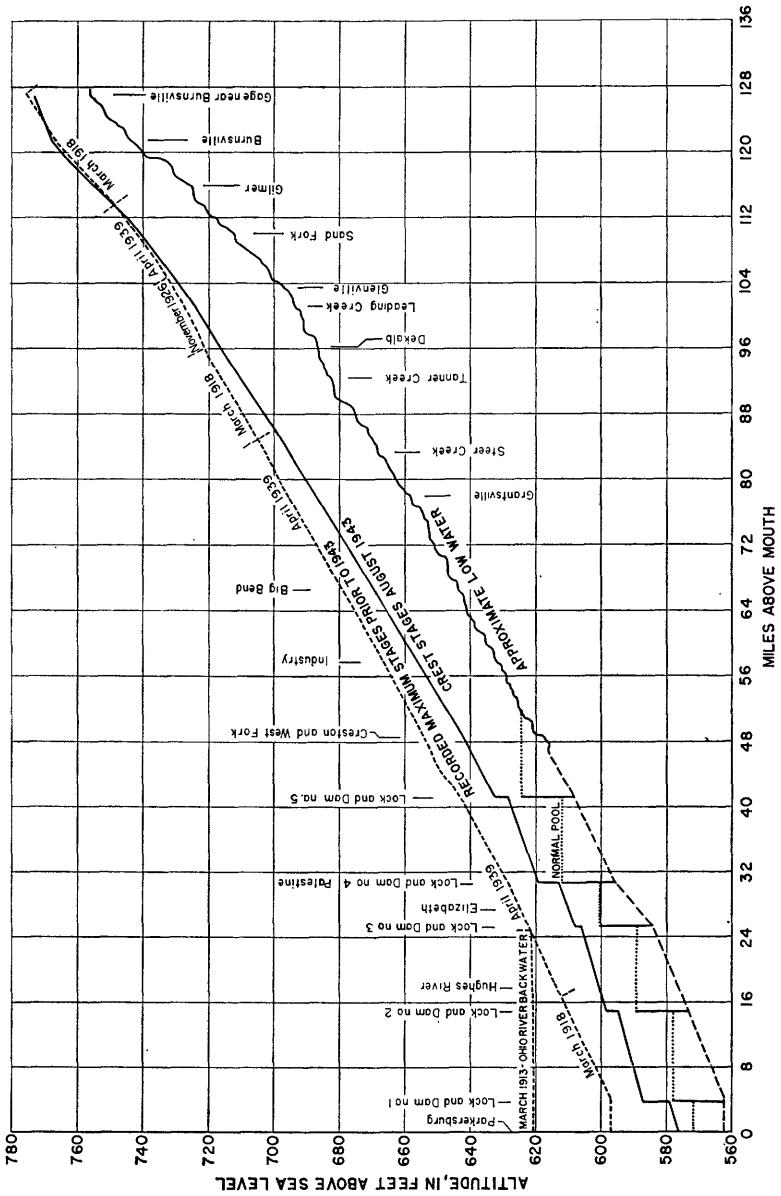 ALTITUDE, IN FEET ABOVE SEA LEVEL
780
760
740
720
700
680
660
640
620
600
580
560
0
8
16
24
32
40
48
56
64
72
80
88
96
104
112
120
128
136
MILES ABOVE MOUTH
Parkersburg
Lock and Dam no 1
Lock and Dam no 2
Hughes River
Lock and Dam no 3
Elizabeth
Lock and Dam no 4 Palestine
Lock and Dam no. 5
Creston and West Fork
Industry
Big Bend
Grantsville
Steer Creek
Tanner Creek
Dekalb
Leading Creek
Glenville
Sand Fork
Gilmer
Burnsville
Gage near Burnsville
MARCH 1913-OHIO RIVER BACKWATER
March 1918
April 1939
RECORDED MAXIMUM STAGES PRIOR TO 1943
CREST STAGES AUGUST 1943
APPROXIMATE LOW WATER
NORMAL POOL
April 1939
March 1918
November 1926
April 1939
March 1918